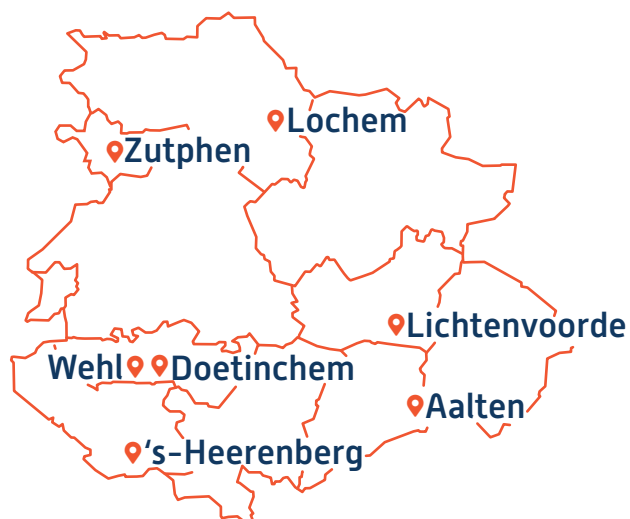 Lochem
Zutphen
Lichtenvoorde
Wehl
Doetinchem
Aalten
‘s-Heerenberg